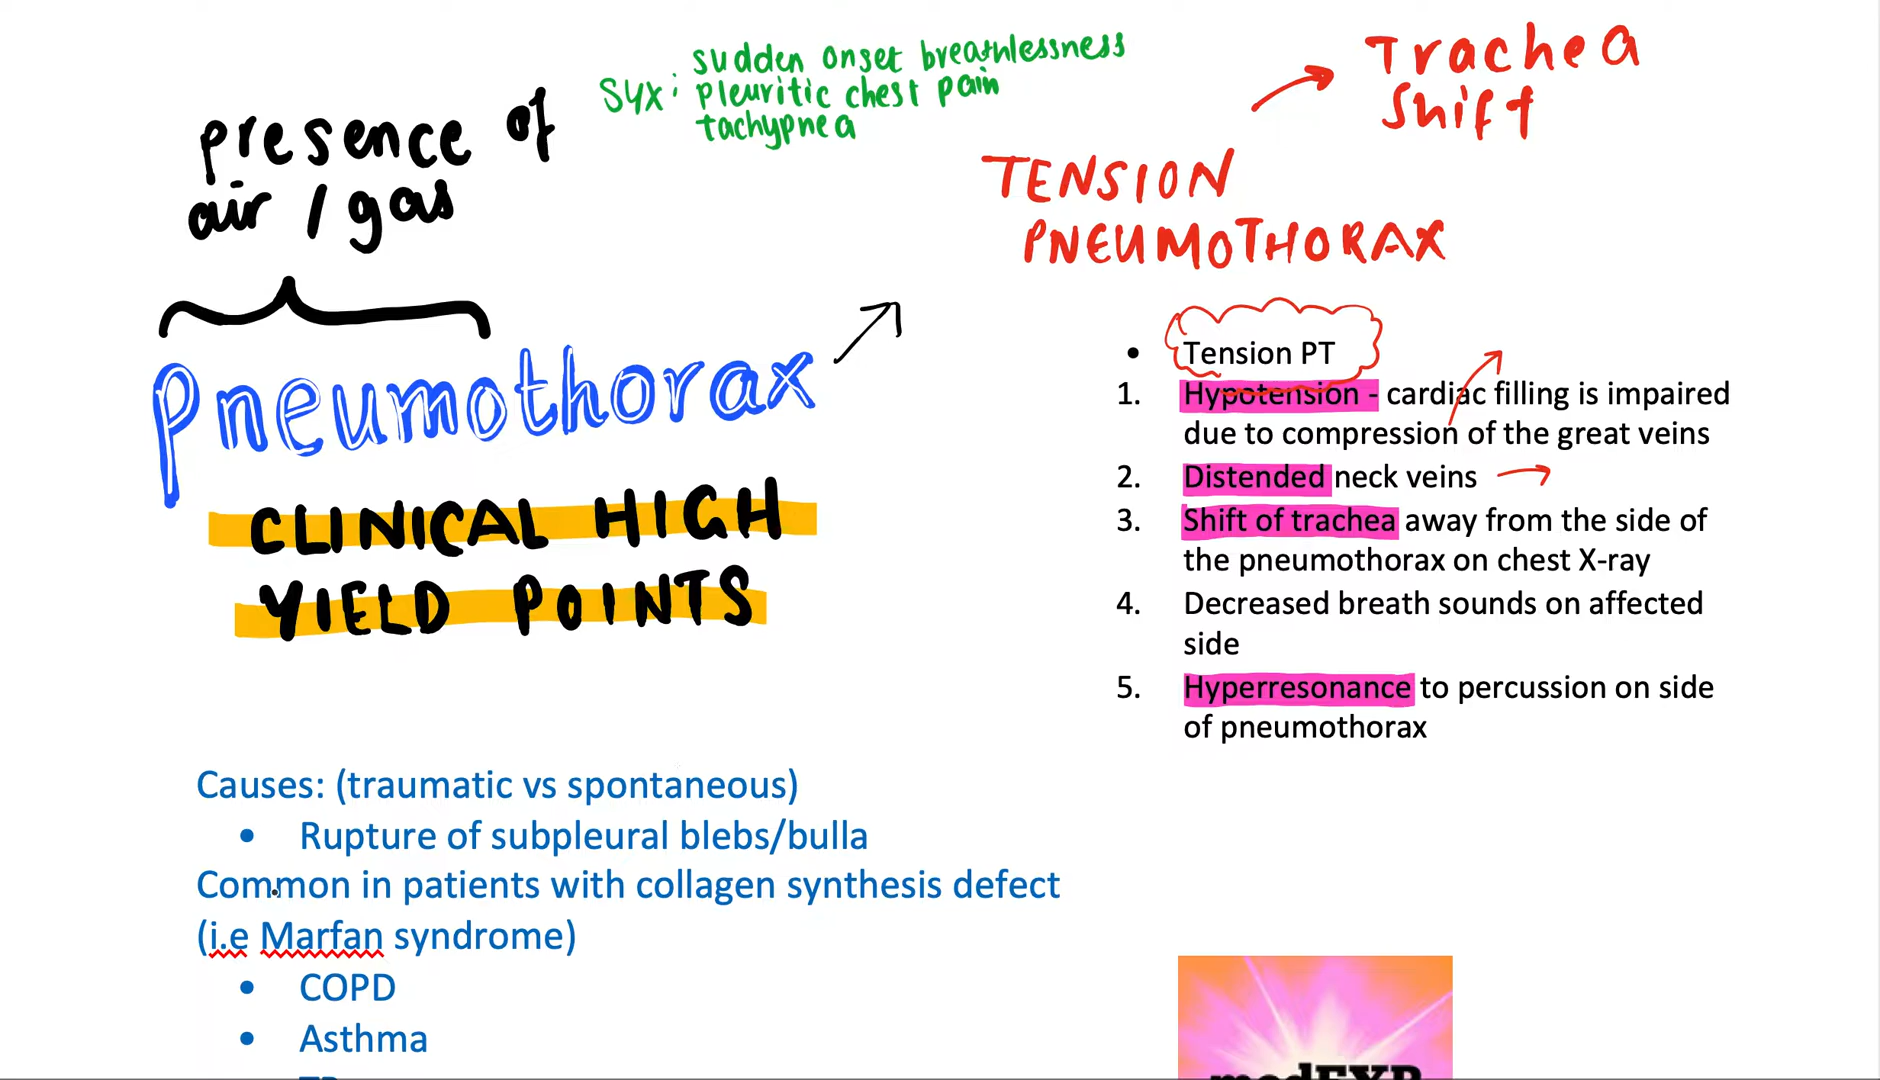 syx: sudden onset breathlessness
pleuritic chest pain
tachypnea
Trachea
Shift
presence of
air / gas
TENSION
PNEUMOTHORAX
pneumothorax
CLINICAL HIGH
YIELD POINTS
• Tension PT
1. Hypotension - cardiac filling is impaired
due to compression of the great veins
2. Distended neck veins
3. Shift of trachea away from the side of
the pneumothorax on chest X-ray
4. Decreased breath sounds on affected
side
5. Hyperresonance to percussion on side
of pneumothorax
Causes: (traumatic vs spontaneous)
• Rupture of subpleural blebs/bulla
Common in patients with collagen synthesis defect
(i.e Marfan syndrome)
• COPD
• Asthma